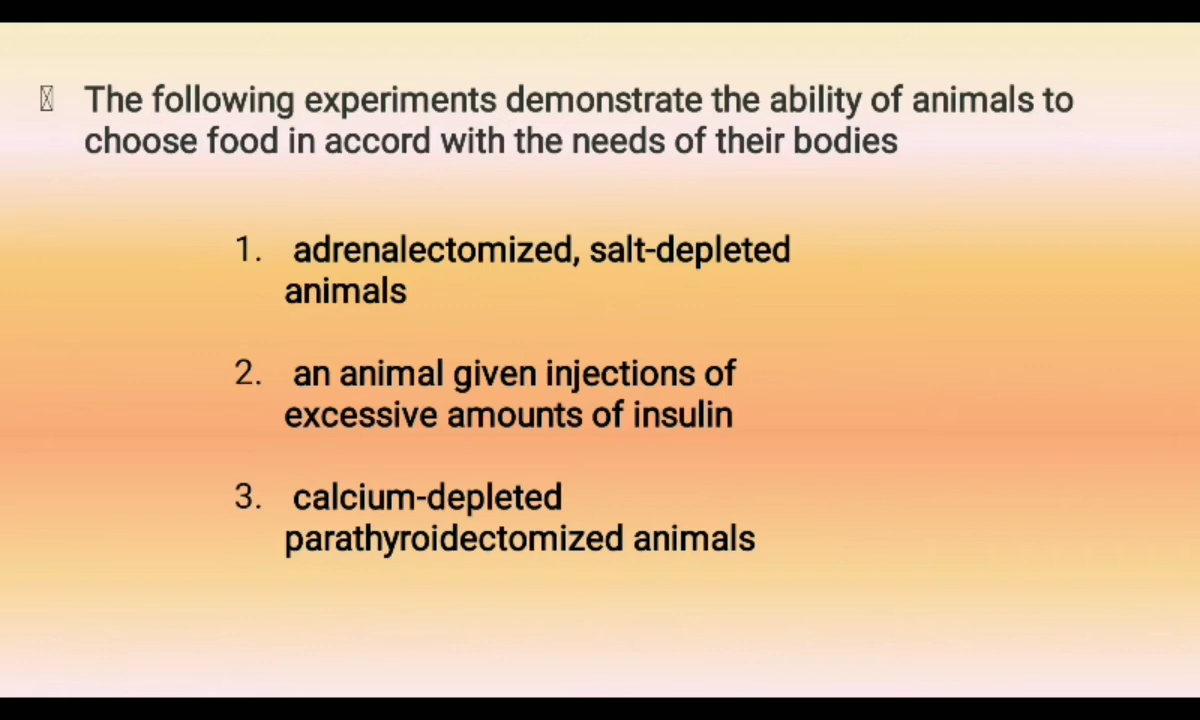 The following experiments demonstrate the ability of animals to
choose food in accord with the needs of their bodies
1. adrenalectomized, salt-depleted
animals
2. an animal given injections of
excessive amounts of insulin
3. calcium-depleted
parathyroidectomized animals